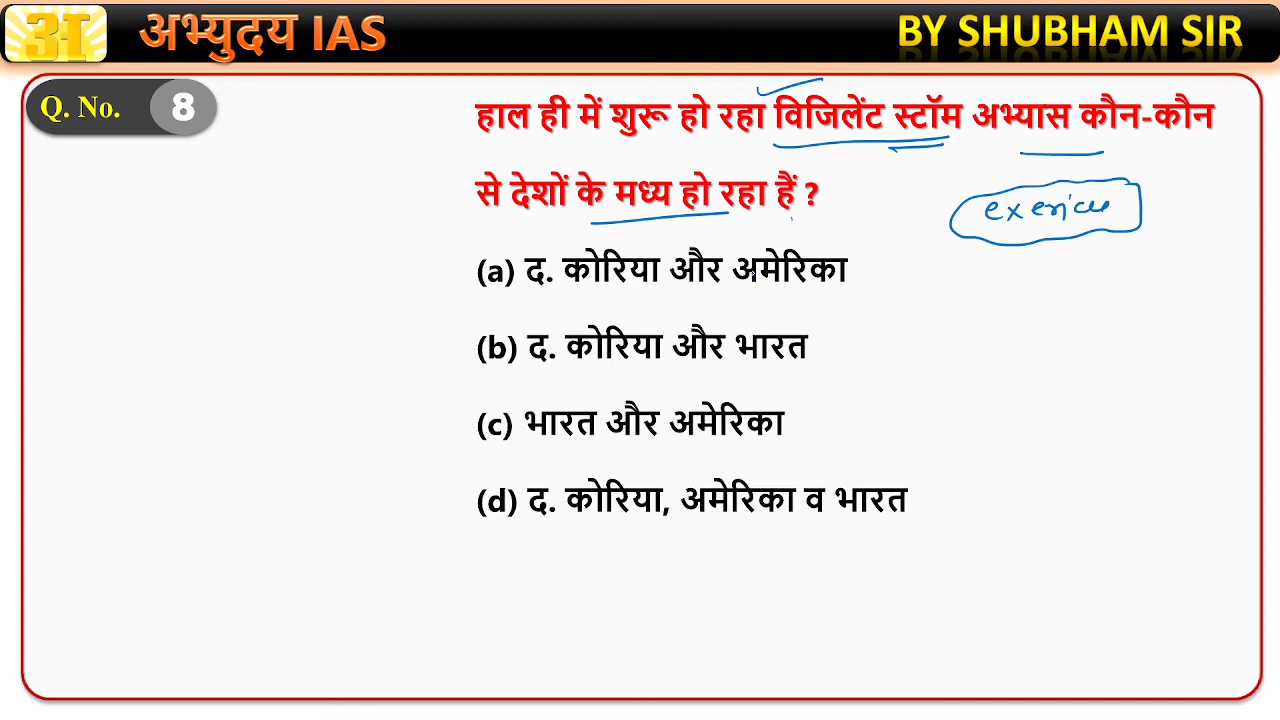 अ
अभ्युदय IAS
BY SHUBHAM SIR
Q. No. 8
हाल ही में शुरू हो रहा विजिलेंट स्टॉम अभ्यास कौन-कौन
से देशों के मध्य हो रहा हैं ?
(a) द. कोरिया और अमेरिका
(b) द. कोरिया और भारत
(c) भारत और अमेरिका
(d) द. कोरिया, अमेरिका व भारत